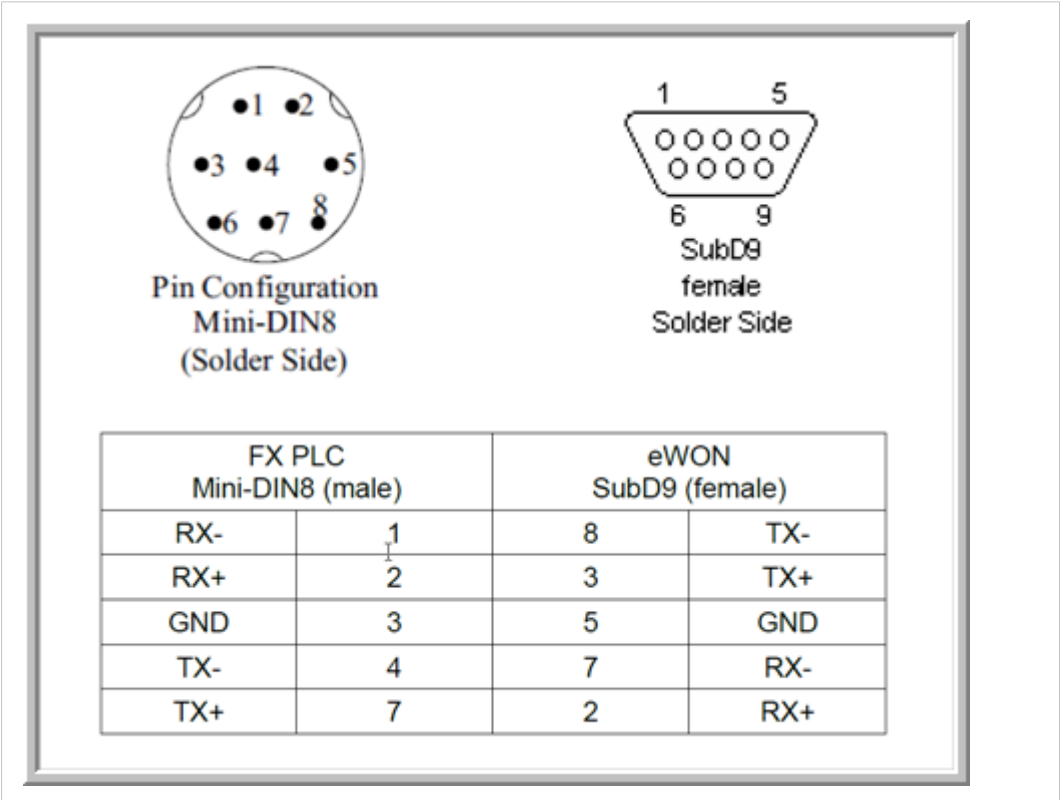 1 2
3 4 5
6 7 8
Pin Configuration
Mini-DIN8
(Solder Side)
1 5
6 9
SubD9
female
Solder Side
FX PLC eWON
Mini-DIN8 (male) SubD9 (female)
RX- 1 8 TX-
RX+ 2 3 TX+
GND 3 5 GND
TX- 4 7 RX-
TX+ 7 2 RX+